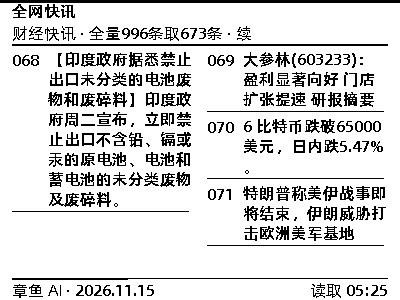 全网快讯
财经快讯 · 全量996条取673条 · 续
068 【印度政府据悉禁止
出口未分类的电池废
物和废碎料】印度政
府周二宣布，立即禁
止出口不含铅、镉或
汞的原电池、电池和
蓄电池的未分类废物
及废碎料。
069 大参林(603233)：
盈利显著向好 门店
扩张提速 研报摘要
070 6 比特币跌破65000
美元，日内跌5.47%
。
071 特朗普称美伊战事即
将结束，伊朗威胁打
击欧洲美军基地
章鱼 AI · 2026.11.15
读取 05:25